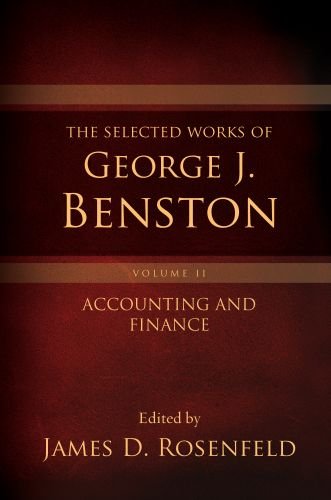 THE SELECTED WORKS OF
GEORGE J.
BENSTON
VOLUME II
ACCOUNTING AND
FINANCE
Edited by
JAMES D. ROSENFELD